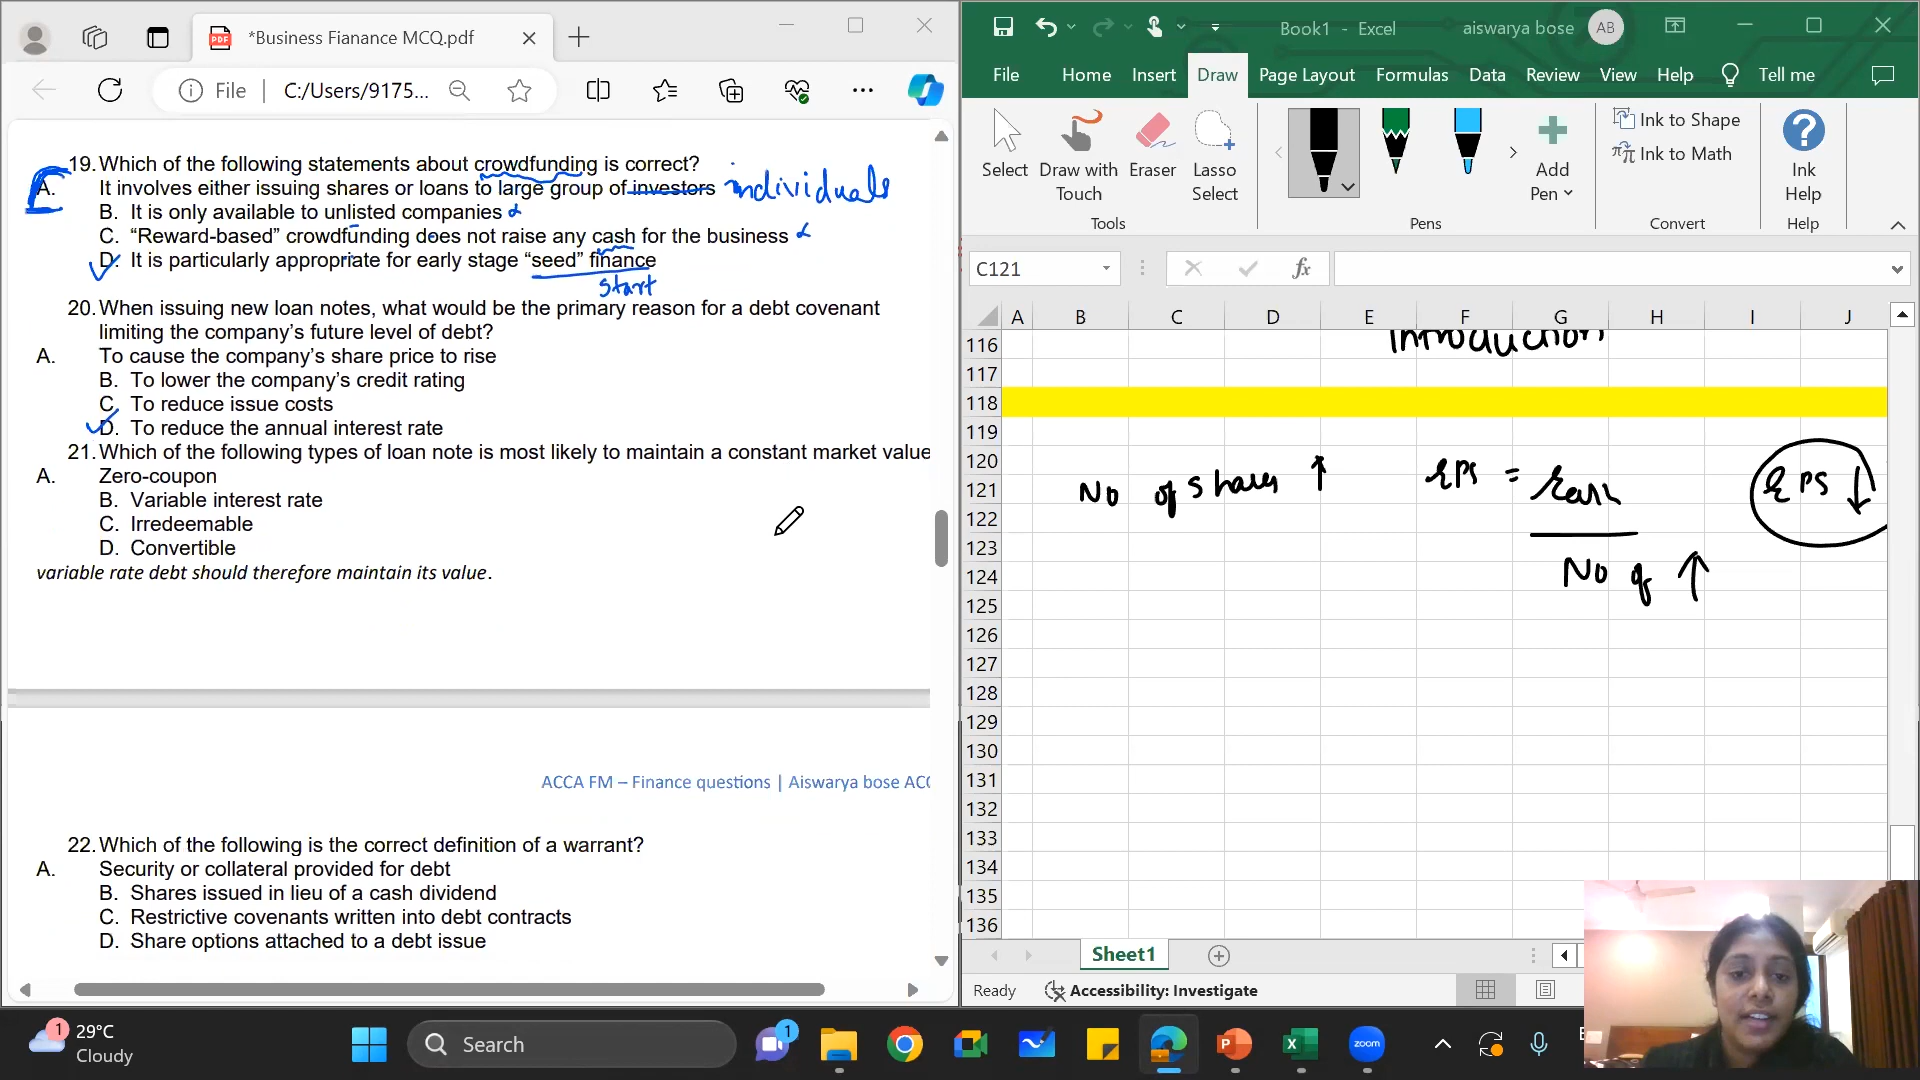 *Business Fianance MCQ.pdf
File
C:/Users/9175...
19. Which of the following statements about crowdfunding is correct?
A. It involves either issuing shares or loans to large group of investors individuals
B. It is only available to unlisted companies
C. “Reward-based” crowdfunding does not raise any cash for the business
D. It is particularly appropriate for early stage “seed” finance
start
20. When issuing new loan notes, what would be the primary reason for a debt covenant
limiting the company’s future level of debt?
A. To cause the company’s share price to rise
B. To lower the company’s credit rating
C. To reduce issue costs
D. To reduce the annual interest rate
21. Which of the following types of loan note is most likely to maintain a constant market value
A. Zero-coupon
B. Variable interest rate
C. Irredeemable
D. Convertible
variable rate debt should therefore maintain its value.
ACCA FM – Finance questions | Aiswarya bose ACC
22. Which of the following is the correct definition of a warrant?
A. Security or collateral provided for debt
B. Shares issued in lieu of a cash dividend
C. Restrictive covenants written into debt contracts
D. Share options attached to a debt issue
Book1 - Excel
aiswarya bose AB
File Home Insert Draw Page Layout Formulas Data Review View Help Tell me
Select
Draw with Touch
Eraser
Lasso Select
Add Pen
Ink to Shape
Ink to Math
Ink Help
Tools Pens Convert Help
C121
fx
A B C D E F G H I J
116
Introduction
117
118
119
120
121
No of shares ↑ EPS =
EPS ↓
122
123
124
No of ↑
125
126
127
128
129
130
131
132
133
134
135
136
Sheet1
Ready
Accessibility: Investigate
1
29°C
Cloudy
Search
1
zoom